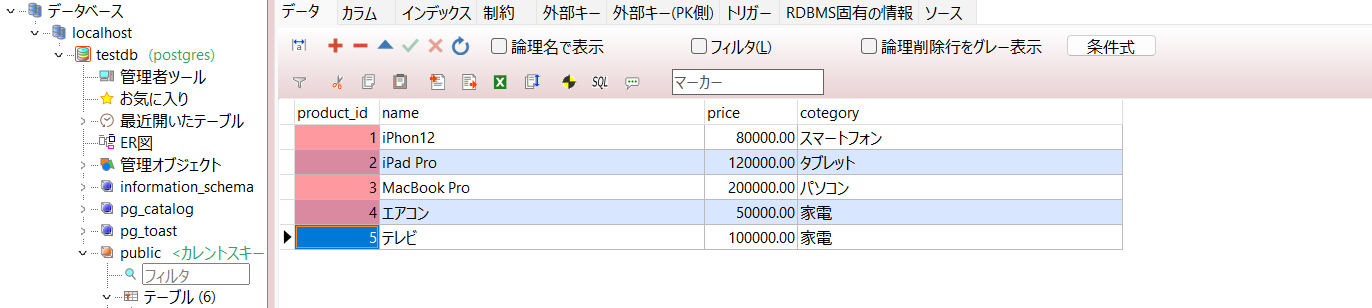 データベース
localhost
testdb (postgres)
管理者ツール
お気に入り
最近開いたテーブル
ER図
管理オブジェクト
information_schema
pg_catalog
pg_toast
public <カレントスキー
フィルタ
テーブル (6)
データ カラム インデックス 制約 外部キー 外部キー(PK側) トリガー RDBMS固有の情報 ソース
論理名で表示 フィルタ(L) 論理削除行をグレー表示 条件式
SQL マーカー
product_id name price cotegory
1 iPhon12 80000.00 スマートフォン
2 iPad Pro 120000.00 タブレット
3 MacBook Pro 200000.00 パソコン
4 エアコン 50000.00 家電
5 テレビ 100000.00 家電